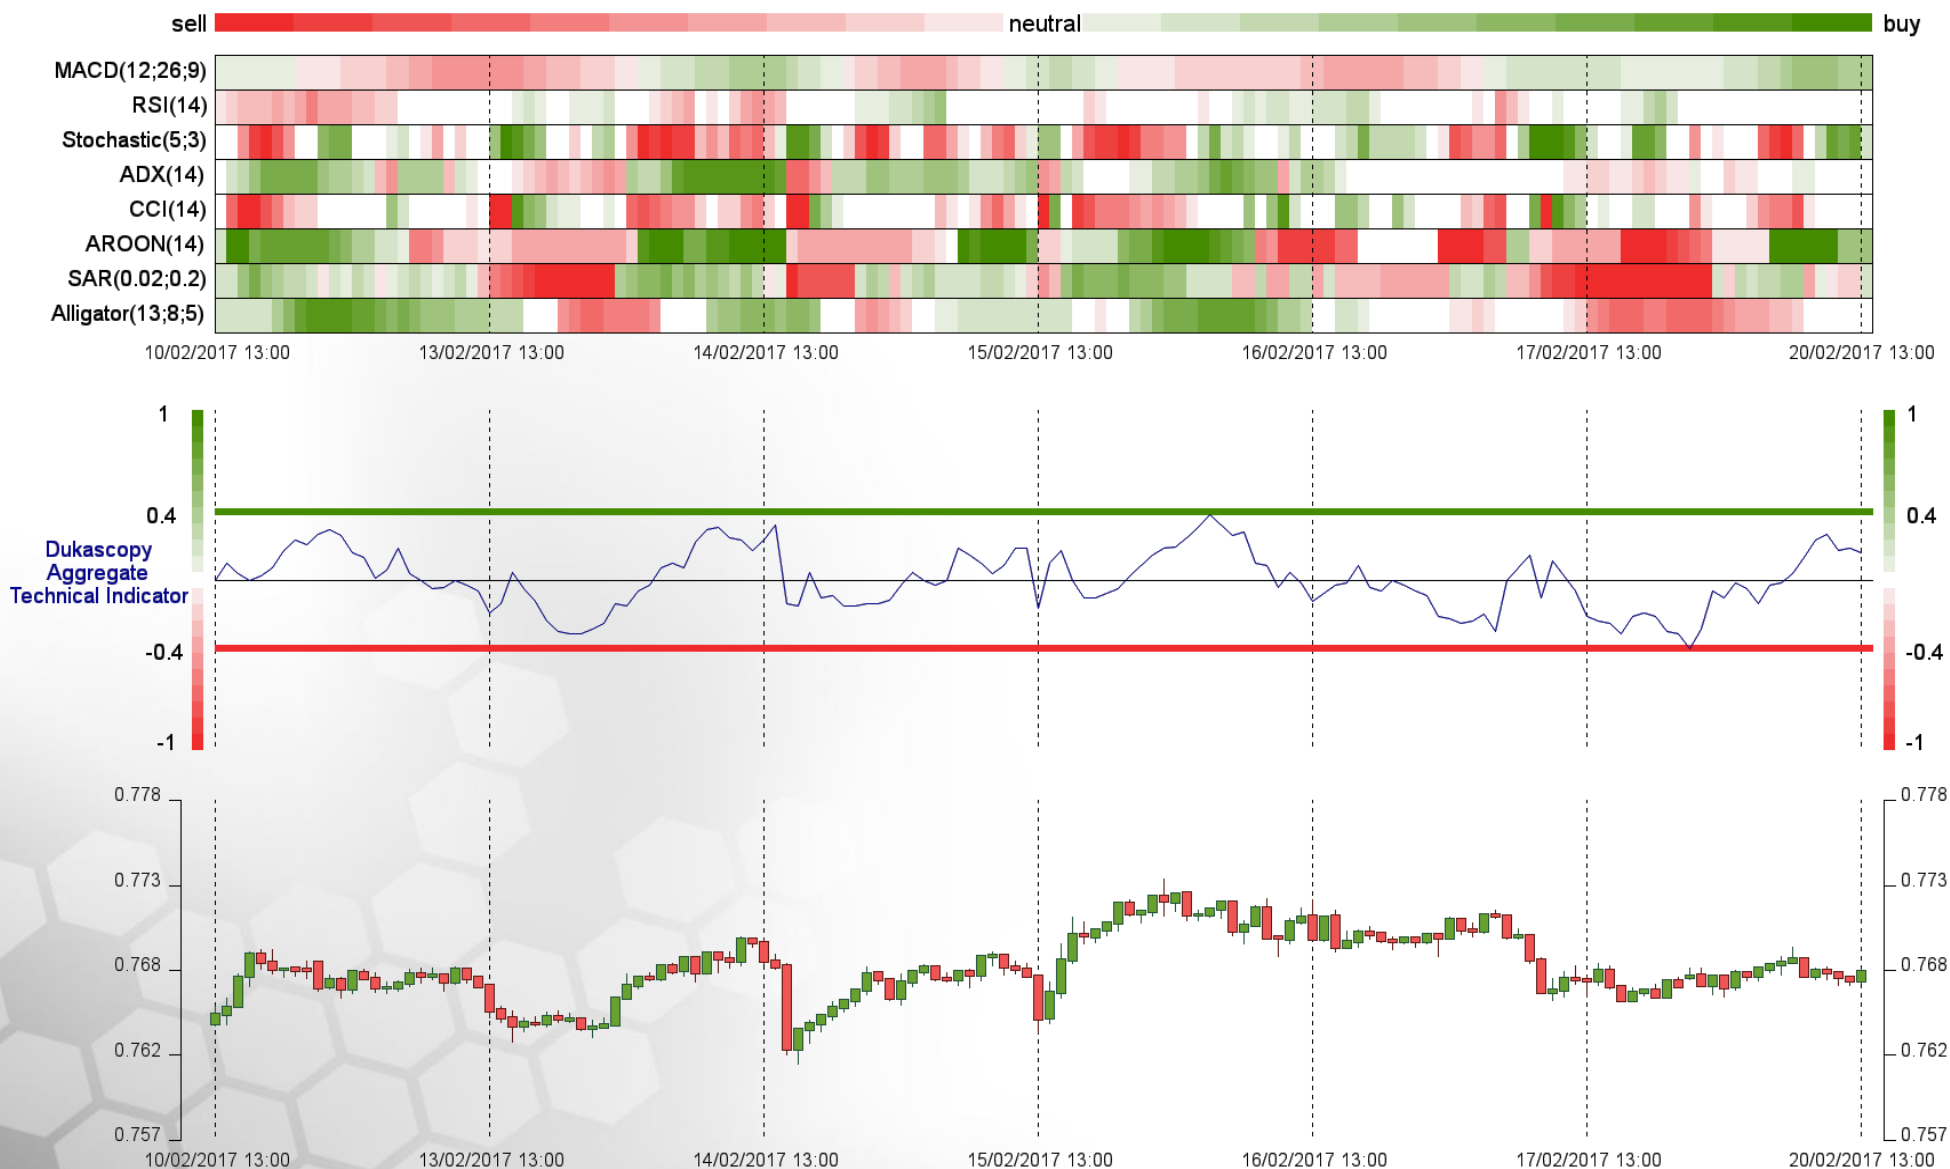 sell neutral buy
MACD(12;26;9)
RSI(14)
Stochastic(5;3)
ADX(14)
CCI(14)
AROON(14)
SAR(0.02;0.2)
Alligator(13;8;5)
10/02/2017 13:00 13/02/2017 13:00 14/02/2017 13:00 15/02/2017 13:00 16/02/2017 13:00 17/02/2017 13:00 20/02/2017 13:00
1 1
0.4 0.4
Dukascopy
Aggregate
Technical Indicator
-0.4 -0.4
-1 -1
0.778 0.778
0.773 0.773
0.768 0.768
0.762 0.762
0.757 0.757
10/02/2017 13:00 13/02/2017 13:00 14/02/2017 13:00 15/02/2017 13:00 16/02/2017 13:00 17/02/2017 13:00 20/02/2017 13:00